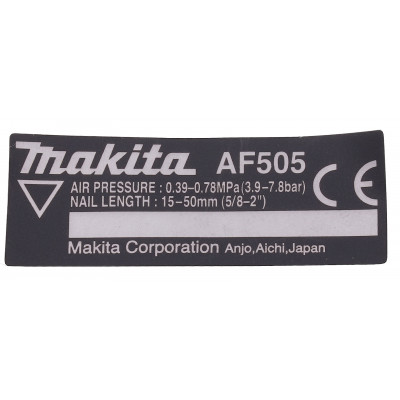 makita AF505
AIR PRESSURE : 0.39-0.78MPa (3.9-7.8bar)
NAIL LENGTH : 15-50mm (5/8-2")
CE
Makita Corporation Anjo,Aichi,Japan